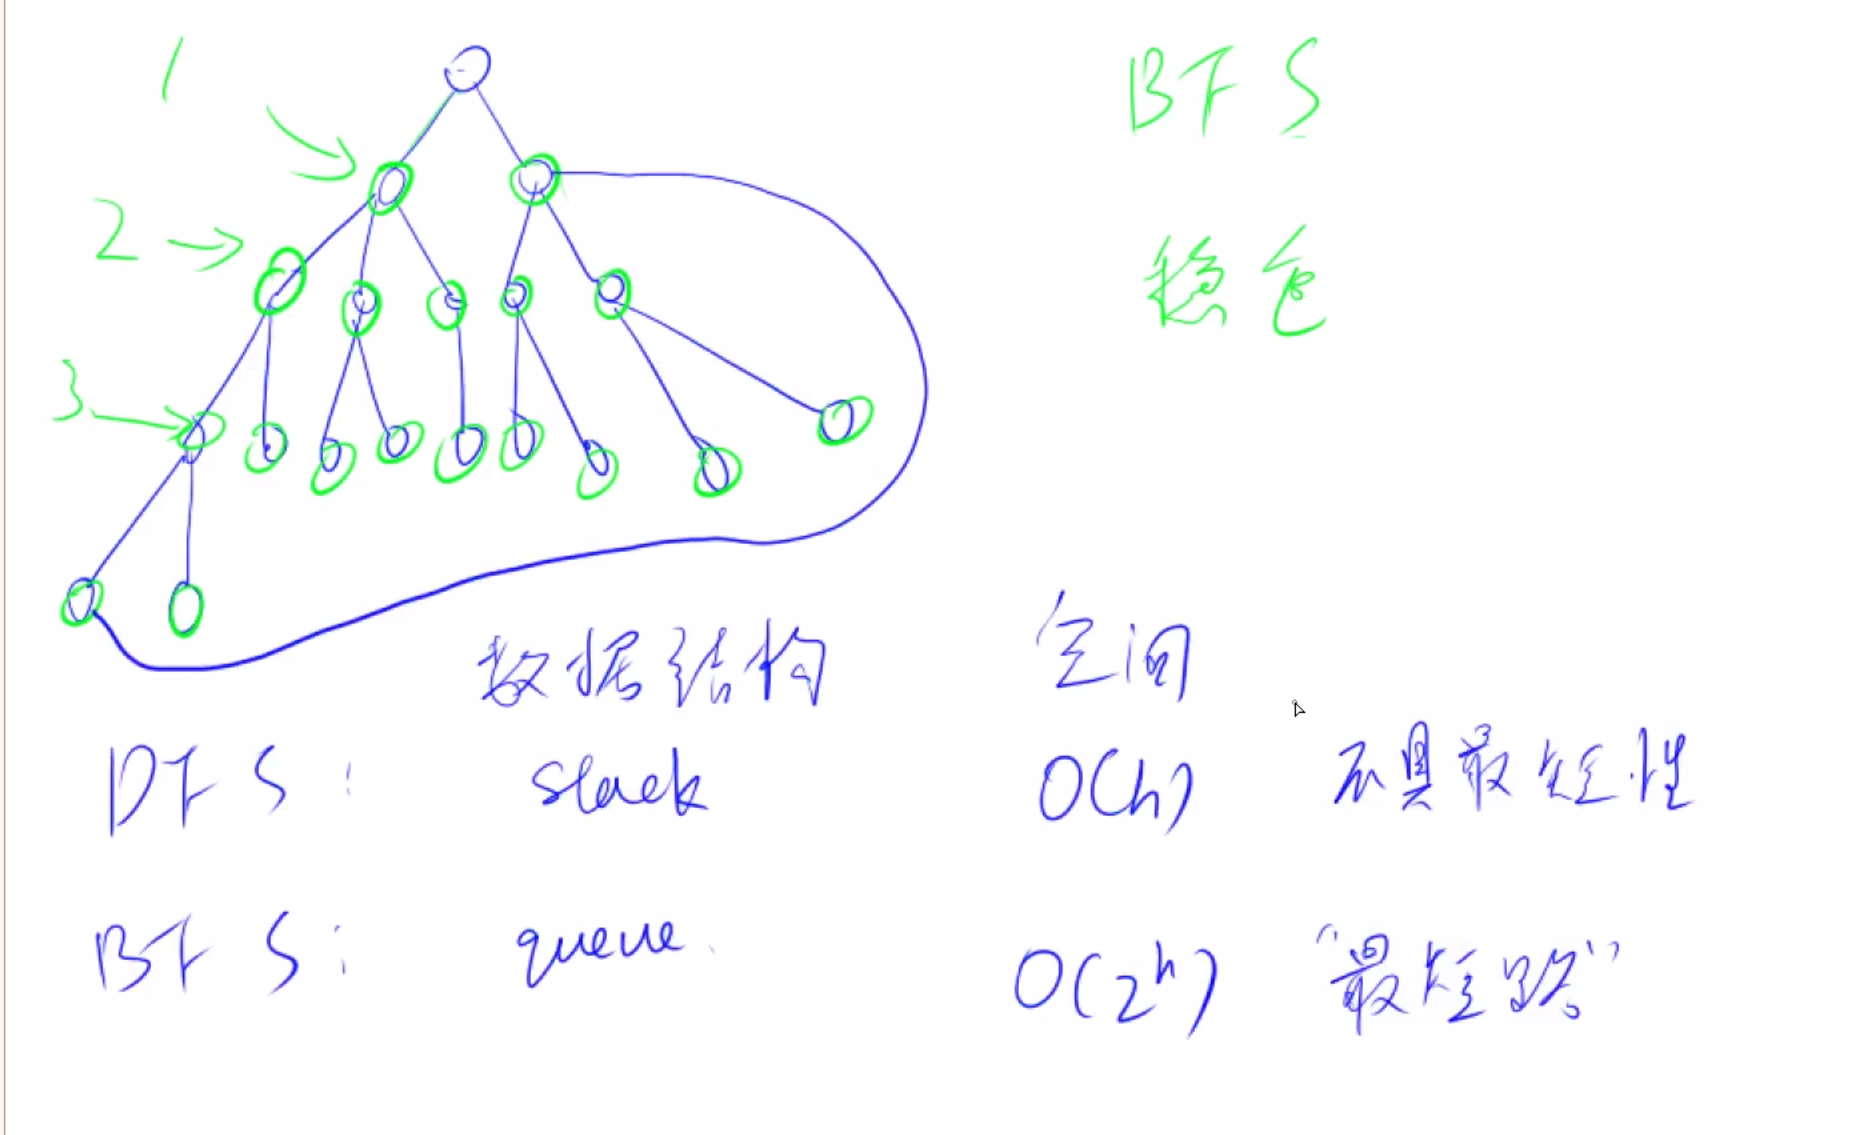 1
BFS
2
稳
3
数据结构 空间
DFS: stack O(h) 不具最短性
BFS: queue. O(2^h) “最短路”